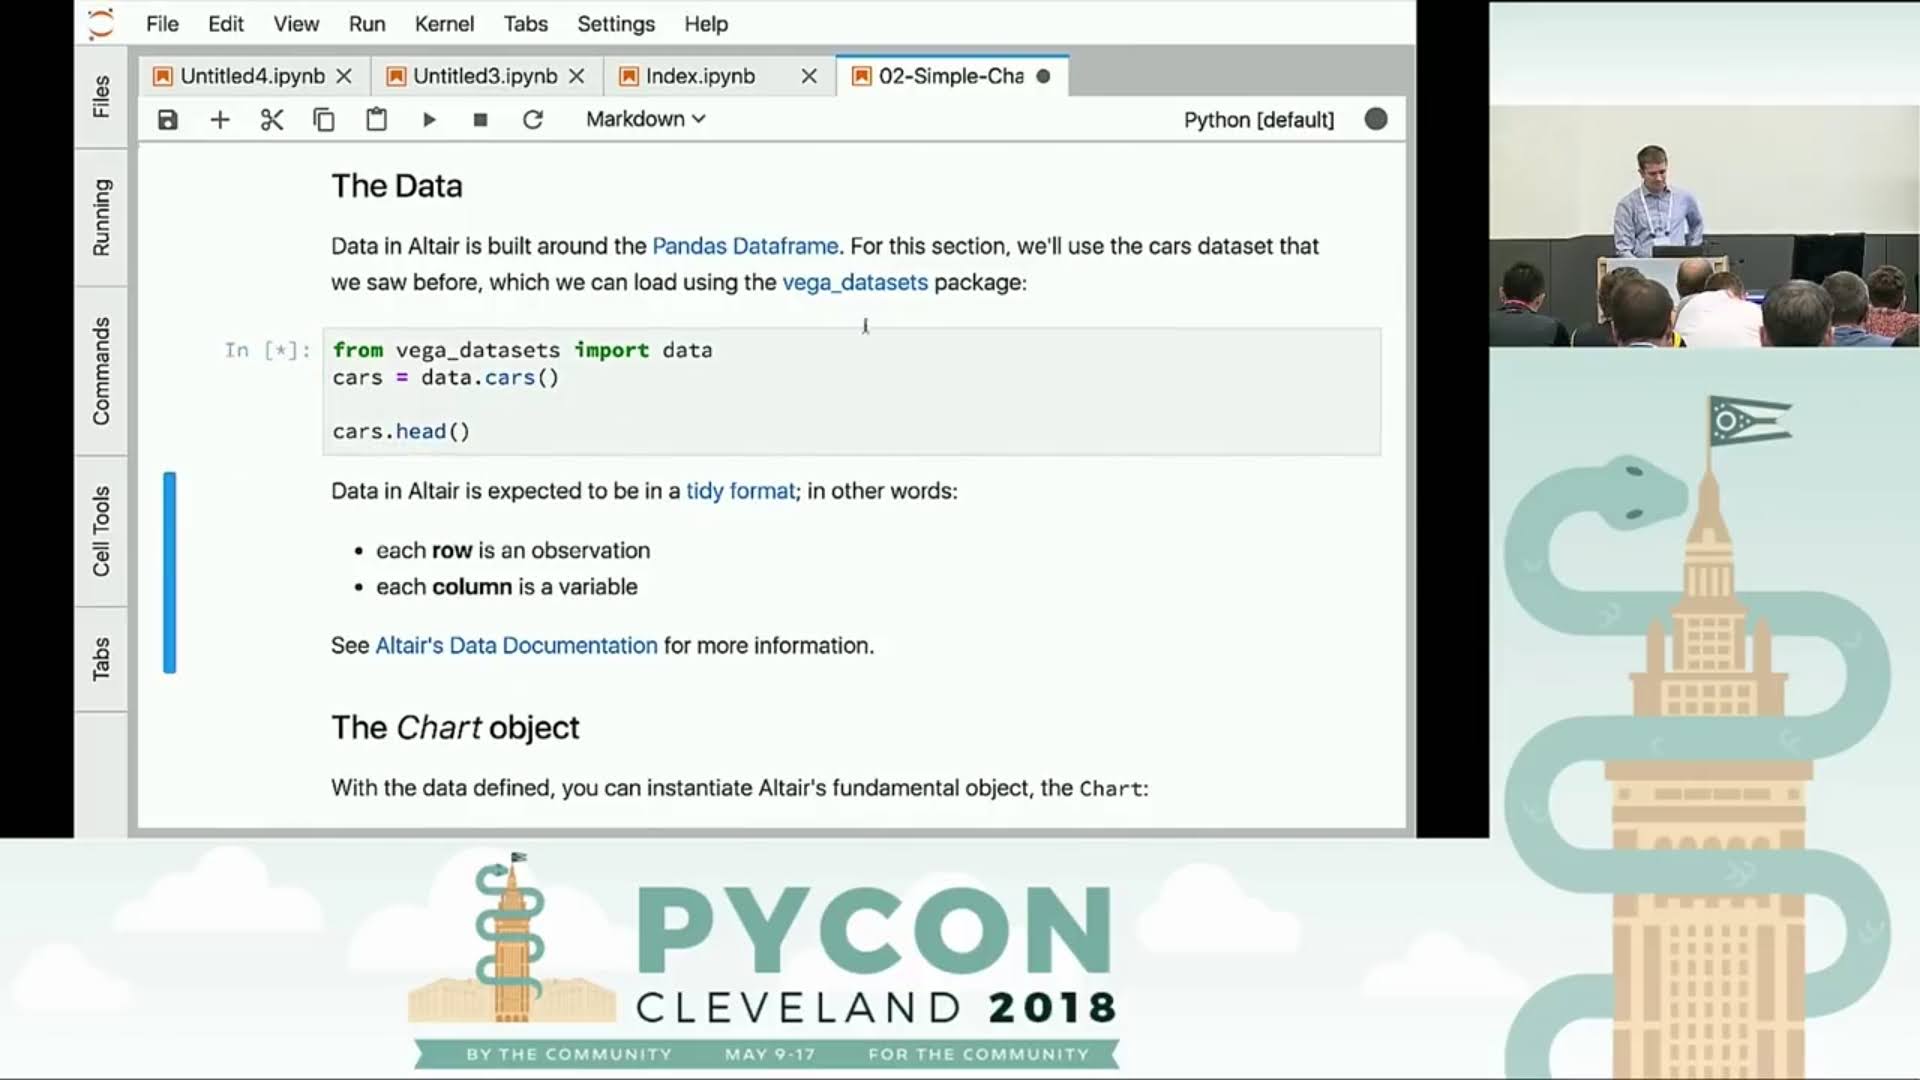 File Edit View Run Kernel Tabs Settings Help
Untitled4.ipynb Untitled3.ipynb Index.ipynb 02-Simple-Cha
Markdown Python [default]
Files
Running
Commands
Cell Tools
Tabs
The Data
Data in Altair is built around the Pandas Dataframe. For this section, we'll use the cars dataset that
we saw before, which we can load using the vega_datasets package:
In [*]:
from vega_datasets import data
cars = data.cars()
cars.head()
Data in Altair is expected to be in a tidy format; in other words:
• each row is an observation
• each column is a variable
See Altair's Data Documentation for more information.
The Chart object
With the data defined, you can instantiate Altair's fundamental object, the Chart:
PYCON
CLEVELAND 2018
BY THE COMMUNITY MAY 9-17 FOR THE COMMUNITY